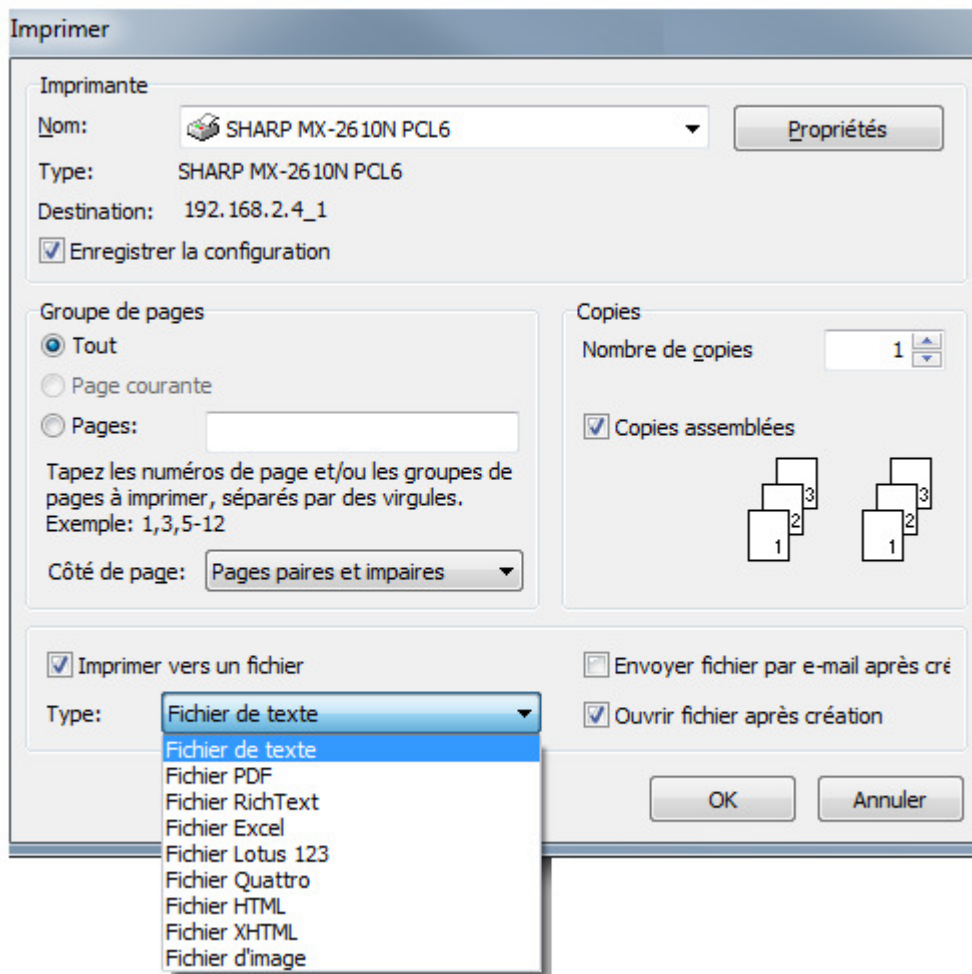 Imprimer
Imprimante
Nom: SHARP MX-2610N PCL6 Propriétés
Type: SHARP MX-2610N PCL6
Destination: 192.168.2.4_1
Enregistrer la configuration
Groupe de pages
Tout
Page courante
Pages:
Tapez les numéros de page et/ou les groupes de
pages à imprimer, séparés par des virgules.
Exemple: 1,3,5-12
Côté de page: Pages paires et impaires
Copies
Nombre de copies 1
Copies assemblées
1 2 3 1 2 3
Imprimer vers un fichier
Type: Fichier de texte
Envoyer fichier par e-mail après cré
Ouvrir fichier après création
Fichier de texte
Fichier PDF
Fichier RichText
Fichier Excel
Fichier Lotus 123
Fichier Quattro
Fichier HTML
Fichier XHTML
Fichier d'image
OK Annuler